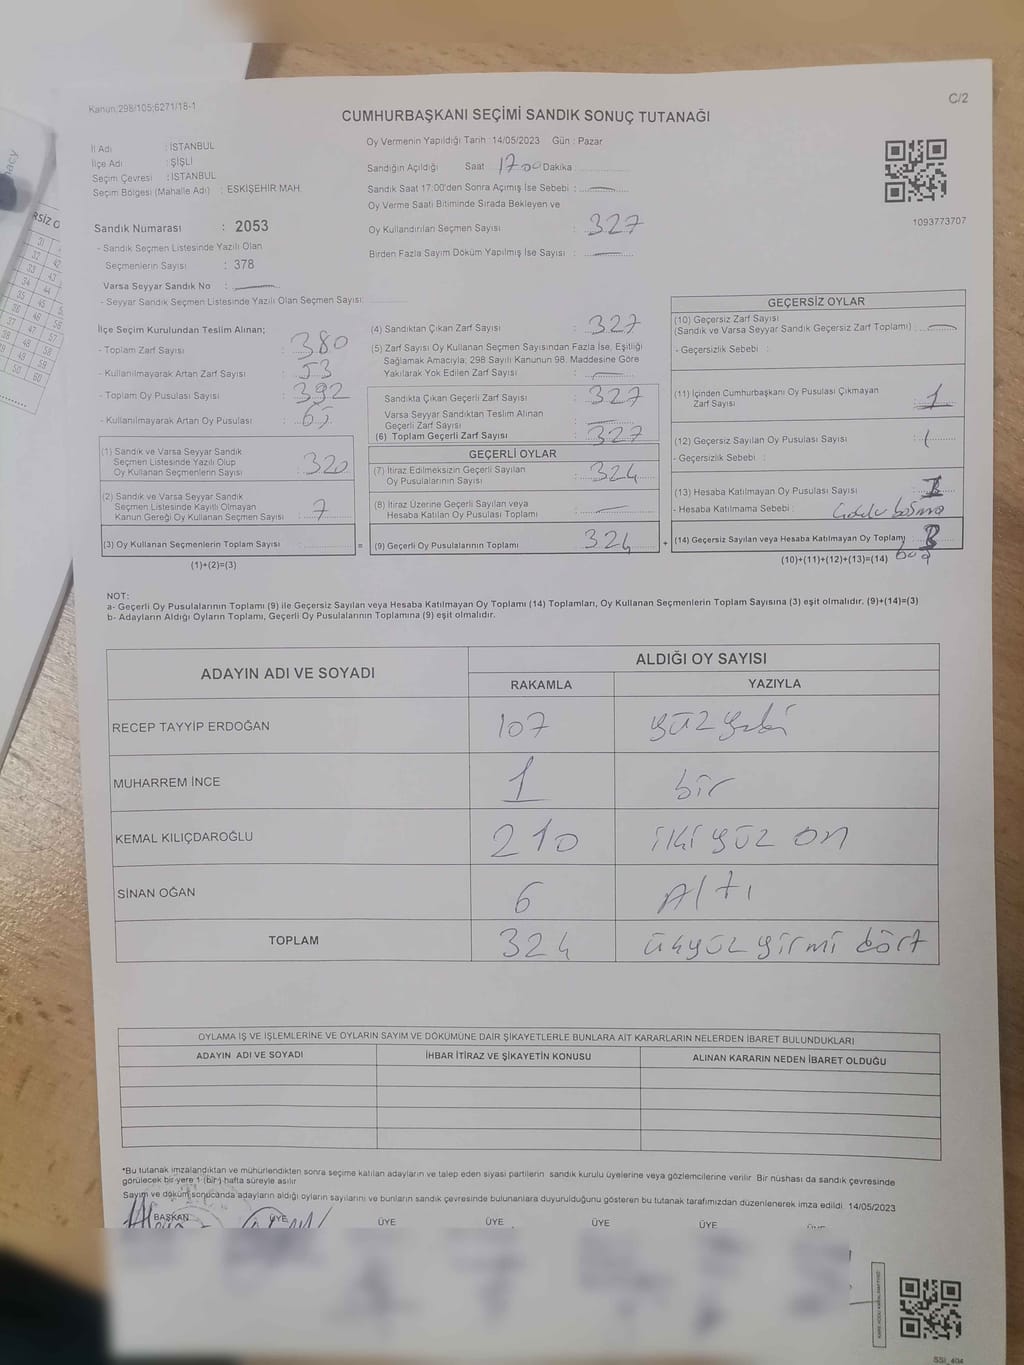 Kanun:298/105;6271/18-1
C/2
CUMHURBAŞKANI SEÇİMİ SANDIK SONUÇ TUTANAĞI
İl Adı : İSTANBUL
İlçe Adı : ŞİŞLİ
Seçim Çevresi : İSTANBUL
Seçim Bölgesi (Mahalle Adı) : ESKİŞEHİR MAH.
Oy Vermenin Yapıldığı Tarih : 14/05/2023 Gün : Pazar
Sandığın Açıldığı Saat 17 00 Dakika
Sandık Saat 17:00'den Sonra Açımış İse Sebebi :
Oy Verme Saati Bitiminde Sırada Bekleyen ve
Oy Kullandırılan Seçmen Sayısı : 327
Birden Fazla Sayım Döküm Yapılmış İse Sayısı :
1093773707
Sandık Numarası : 2053
- Sandık Seçmen Listesinde Yazılı Olan
Seçmenlerin Sayısı : 378
Varsa Seyyar Sandık No :
- Seyyar Sandık Seçmen Listesinde Yazılı Olan Seçmen Sayısı:
İlçe Seçim Kurulundan Teslim Alınan;
- Toplam Zarf Sayısı : 380
- Kullanılmayarak Artan Zarf Sayısı : 53
- Toplam Oy Pusulası Sayısı : 392
- Kullanılmayarak Artan Oy Pusulası : 65
(1) Sandık ve Varsa Seyyar Sandık
Seçmen Listesinde Yazılı Olup
Oy Kullanan Seçmenlerin Sayısı : 320
(2) Sandık ve Varsa Seyyar Sandık
Seçmen Listesinde Kayıtlı Olmayan
Kanun Gereği Oy Kullanan Seçmen Sayısı : 7
(3) Oy Kullanan Seçmenlerin Toplam Sayısı : =
(1)+(2)=(3)
(4) Sandıktan Çıkan Zarf Sayısı : 327
(5) Zarf Sayısı Oy Kullanan Seçmen Sayısından Fazla İse, Eşitliği
Sağlamak Amacıyla; 298 Sayılı Kanunun 98. Maddesine Göre
Yakılarak Yok Edilen Zarf Sayısı :
Sandıkta Çıkan Geçerli Zarf Sayısı : 327
Varsa Seyyar Sandıktan Teslim Alınan
Geçerli Zarf Sayısı :
(6) Toplam Geçerli Zarf Sayısı : 327
GEÇERLİ OYLAR
(7) İtiraz Edilmeksizin Geçerli Sayılan
Oy Pusulalarının Sayısı : 324
(8) İtiraz Üzerine Geçerli Sayılan veya
Hesaba Katılan Oy Pusulası Toplamı :
(9) Geçerli Oy Pusulalarının Toplamı : 324 +
GEÇERSİZ OYLAR
(10) Geçersiz Zarf Sayısı
(Sandık ve Varsa Seyyar Sandık Geçersiz Zarf Toplamı) :
- Geçersizlik Sebebi :
(11) İçinden Cumhurbaşkanı Oy Pusulası Çıkmayan
Zarf Sayısı : 1
(12) Geçersiz Sayılan Oy Pusulası Sayısı : 1
- Geçersizlik Sebebi :
(13) Hesaba Katılmayan Oy Pusulası Sayısı : 1
- Hesaba Katılmama Sebebi :
(14) Geçersiz Sayılan veya Hesaba Katılmayan Oy Toplamı : 3
(10)+(11)+(12)+(13)=(14)
NOT:
a- Geçerli Oy Pusulalarının Toplamı (9) ile Geçersiz Sayılan veya Hesaba Katılmayan Oy Toplamı (14) Toplamları, Oy Kullanan Seçmenlerin Toplam Sayısına (3) eşit olmalıdır. (9)+(14)=(3)
b- Adayların Aldığı Oyların Toplamı, Geçerli Oy Pusulalarının Toplamına (9) eşit olmalıdır.
ADAYIN ADI VE SOYADI
ALDIĞI OY SAYISI
RAKAMLA YAZIYLA
RECEP TAYYİP ERDOĞAN 107 yüz yedi
MUHARREM İNCE 1 bir
KEMAL KILIÇDAROĞLU 210 iki yüz on
SİNAN OĞAN 6 Altı
TOPLAM 324 üçyüz yirmi dört
OYLAMA İŞ VE İŞLEMLERİNE VE OYLARIN SAYIM VE DÖKÜMÜNE DAİR ŞİKAYETLERLE BUNLARA AİT KARARLARIN NELERDEN İBARET BULUNDUKLARI
ADAYIN ADI VE SOYADI İHBAR İTİRAZ VE ŞİKAYETİN KONUSU ALINAN KARARIN NEDEN İBARET OLDUĞU
*Bu tutanak imzalandıktan ve mühürlendikten sonra seçime katılan adayların ve talep eden siyasi partilerin sandık kurulu üyelerine veya gözlemcilerine verilir. Bir nüshası da sandık çevresinde
görülecek bir yere 1 (bir) hafta süreyle asılır
Sayım ve döküm sonucunda adayların aldığı oyların sayılarını ve bunların sandık çevresinde bulunanlara duyurulduğunu gösteren bu tutanak tarafımızdan düzenlenerek imza edildi. 14/05/2023
BAŞKAN ÜYE ÜYE ÜYE ÜYE ÜYE ÜYE